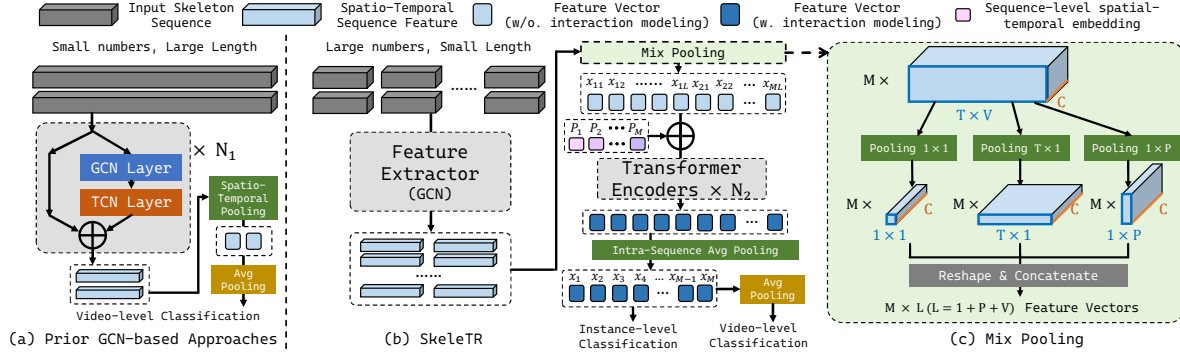 Input Skeleton
Sequence
Spatio-Temporal
Sequence Feature
Feature Vector
(w/o. interaction modeling)
Feature Vector
(w. interaction modeling)
Sequence-level spatial-
temporal embedding
Small numbers, Large Length
× N1
GCN Layer
TCN Layer
Spatio-
Temporal
Pooling
Avg
Pooling
Video-level Classification
(a) Prior GCN-based Approaches
Large numbers, Small Length
......
Feature
Extractor
(GCN)
......
(b) SkeleTR
Mix Pooling
x11 x12 ...... x1L x21 x22 ... xML
P1 P2 ... PM
Transformer
Encoders × N2
...
Intra-Sequence Avg Pooling
x1 x2 x3 x4 ... xM−1 xM
Avg
Pooling
Instance-level
Classification
Video-level
Classification
M ×
C
T × V
Pooling 1 × 1
Pooling T × 1
Pooling 1 × P
M ×
C
1 × 1
M ×
C
T × 1
M ×
C
1 × P
Reshape & Concatenate
M × L (L = 1 + P + V) Feature Vectors
(c) Mix Pooling